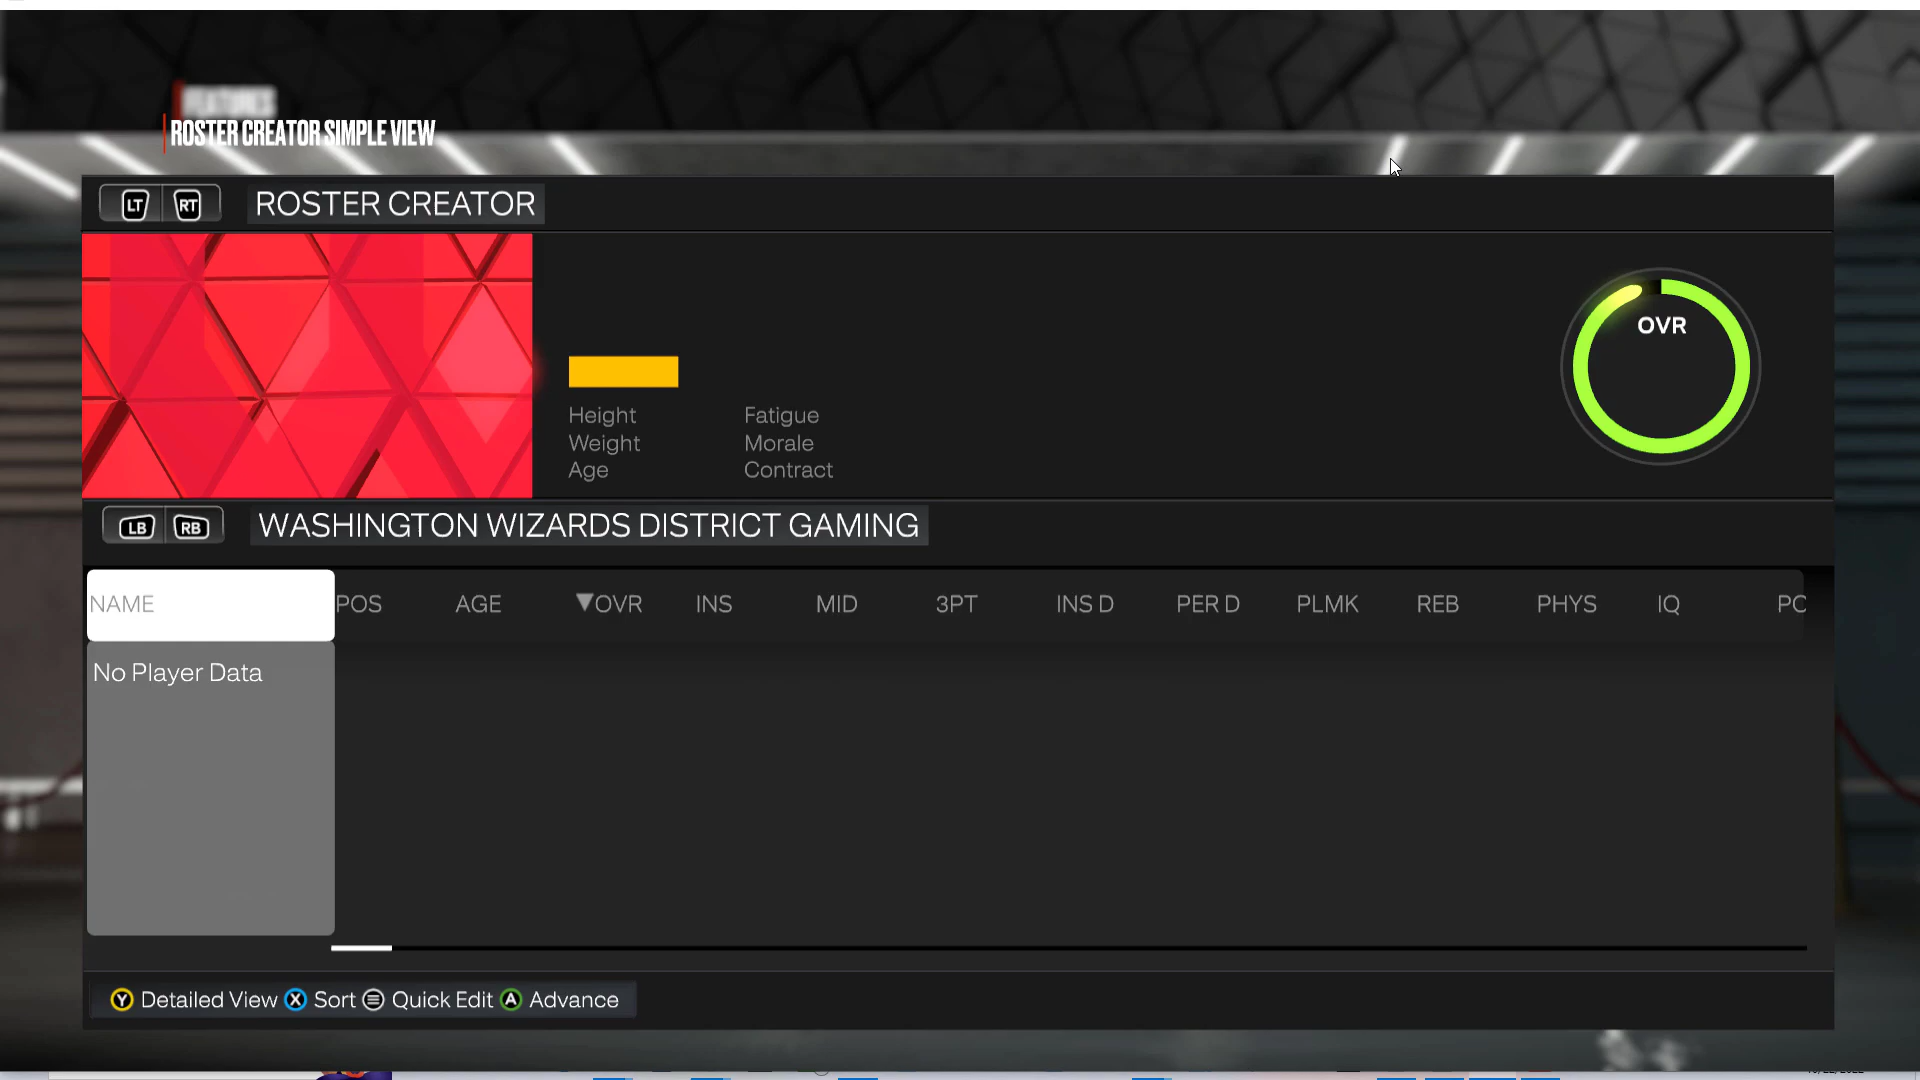 FEATURES
ROSTER CREATOR SIMPLE VIEW
LT RT ROSTER CREATOR
OVR
Height Fatigue
Weight Morale
Age Contract
LB RB WASHINGTON WIZARDS DISTRICT GAMING
NAME POS AGE ▼OVR INS MID 3PT INS D PER D PLMK REB PHYS IQ PO
No Player Data
Y Detailed View X Sort Quick Edit A Advance